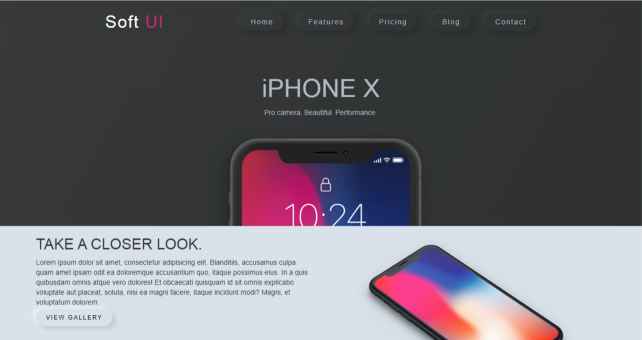 Soft UI
Home Features Pricing Blog Contact
iPHONE X
Pro camera. Beautiful. Performance
10:24
TAKE A CLOSER LOOK.
Lorem ipsum dolor sit amet, consectetur adipisicing elit. Blanditiis, accusamus culpa
quam amet ipsam odit ea doloremque accusantium quo, itaque possimus eius. In a quis
quibusdam omnis atque vero dolores! Et obcaecati quisquam id sit omnis explicabo
voluptate aut placeat, soluta, nisi ea magni facere, itaque incidunt modi? Magni, et
voluptatum dolorem.
VIEW GALLERY